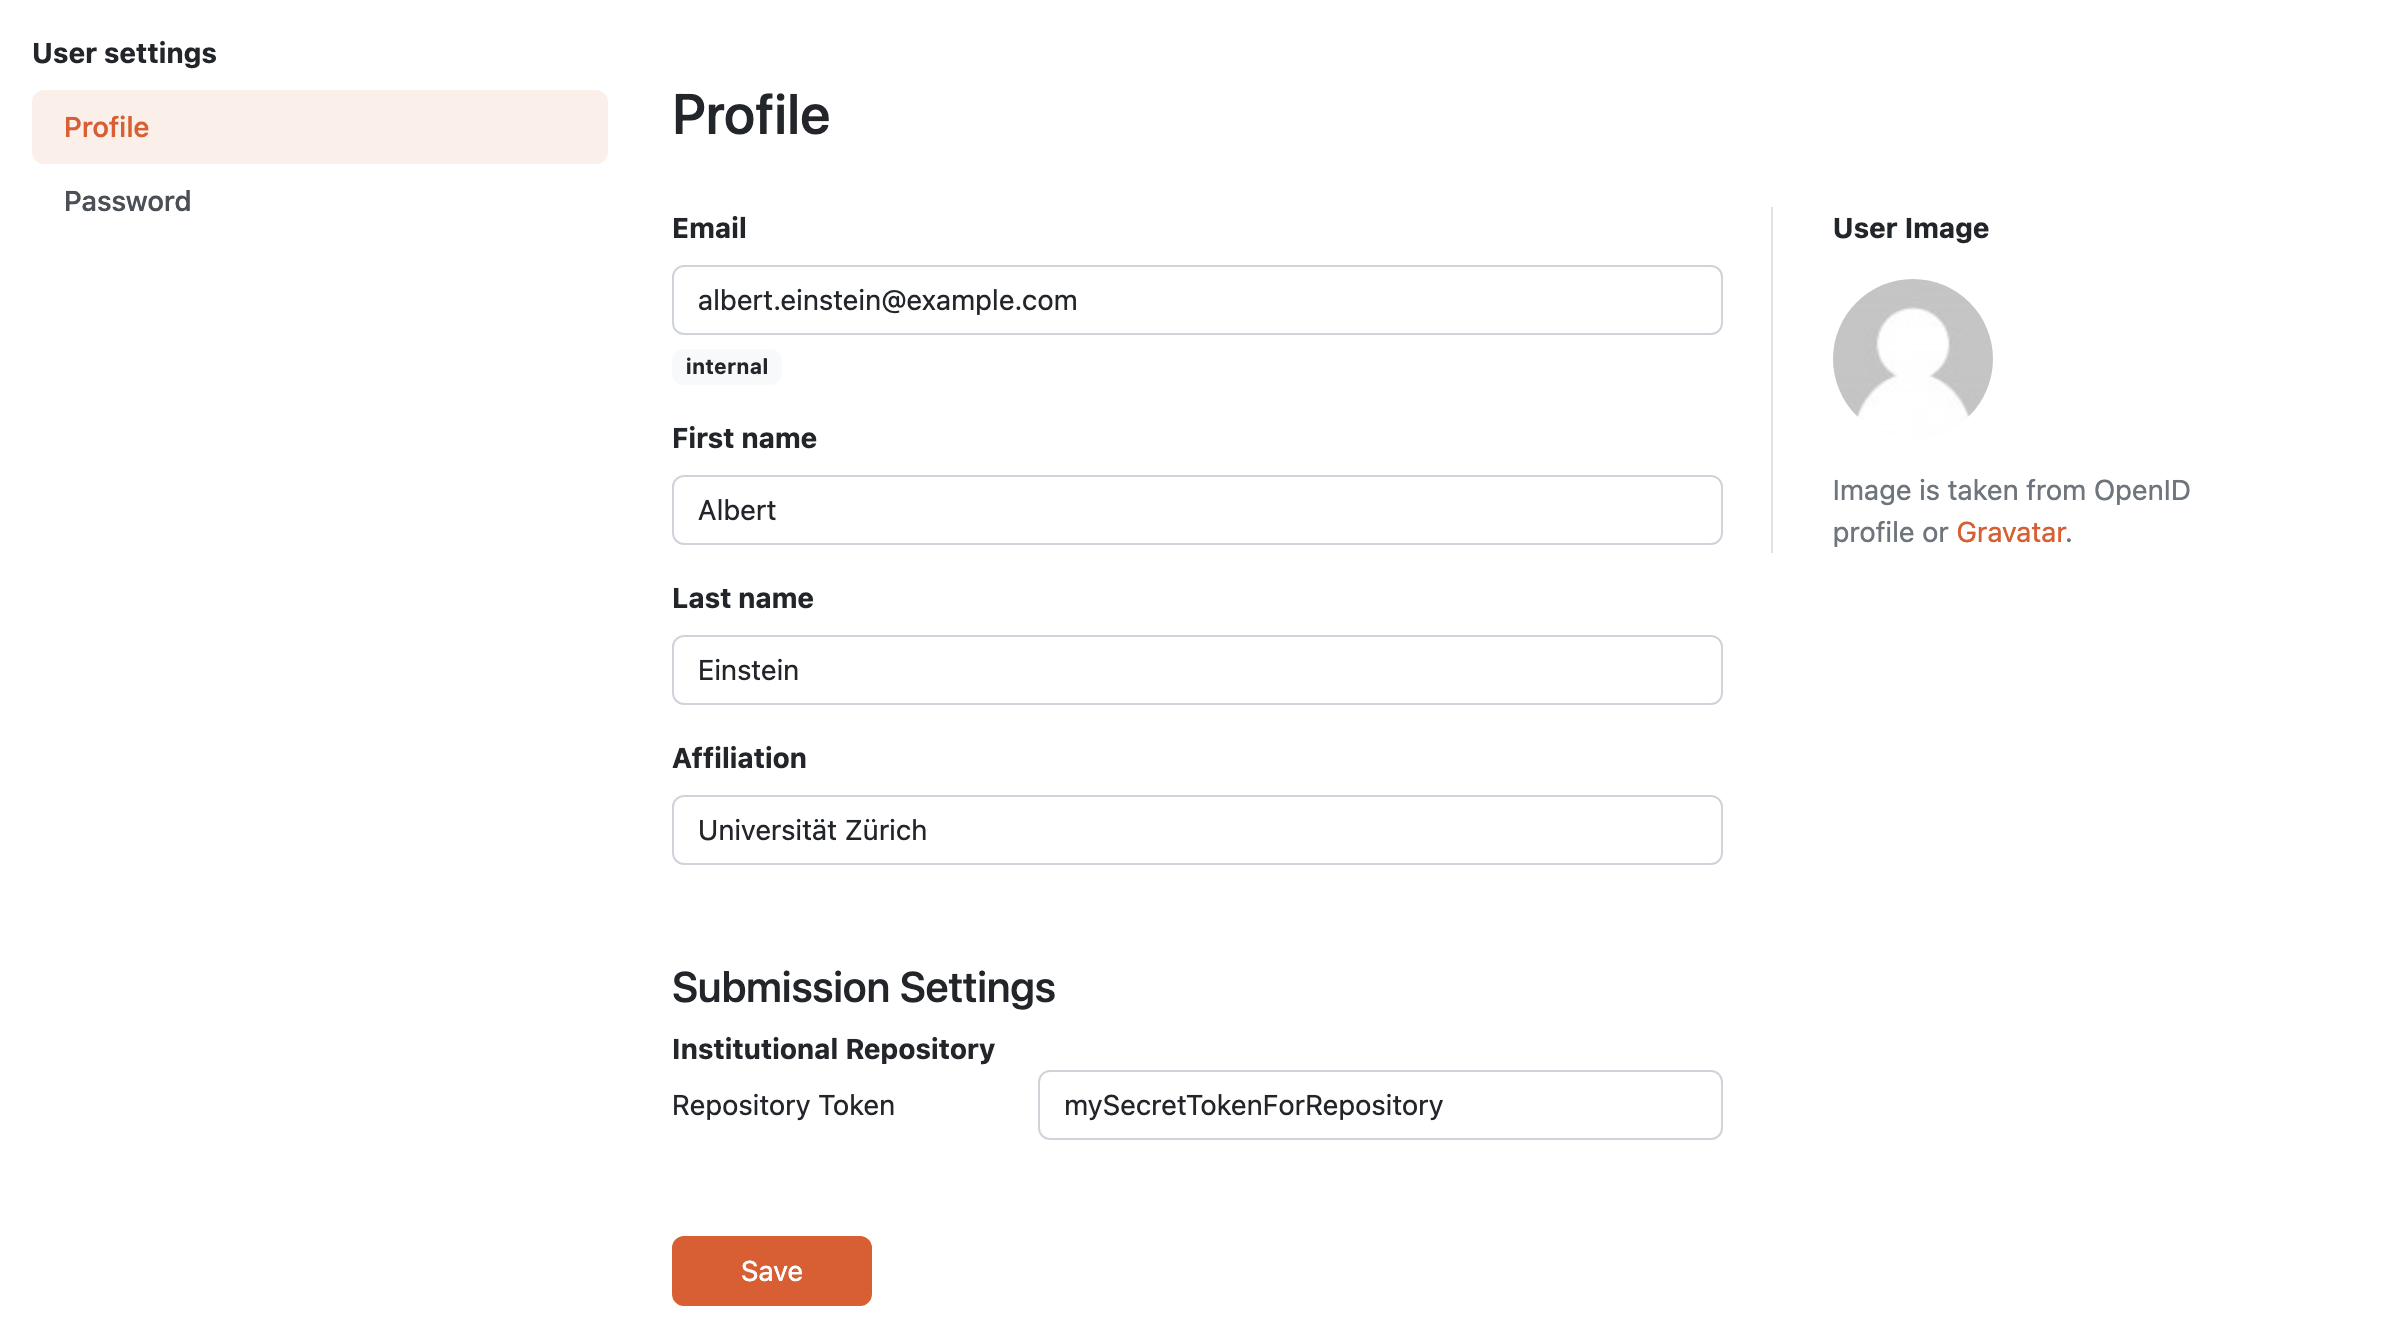 User settings
Profile
Password
Profile
Email
albert.einstein@example.com
internal
First name
Albert
Last name
Einstein
Affiliation
Universität Zürich
User Image
Image is taken from OpenID
profile or Gravatar.
Submission Settings
Institutional Repository
Repository Token
mySecretTokenForRepository
Save